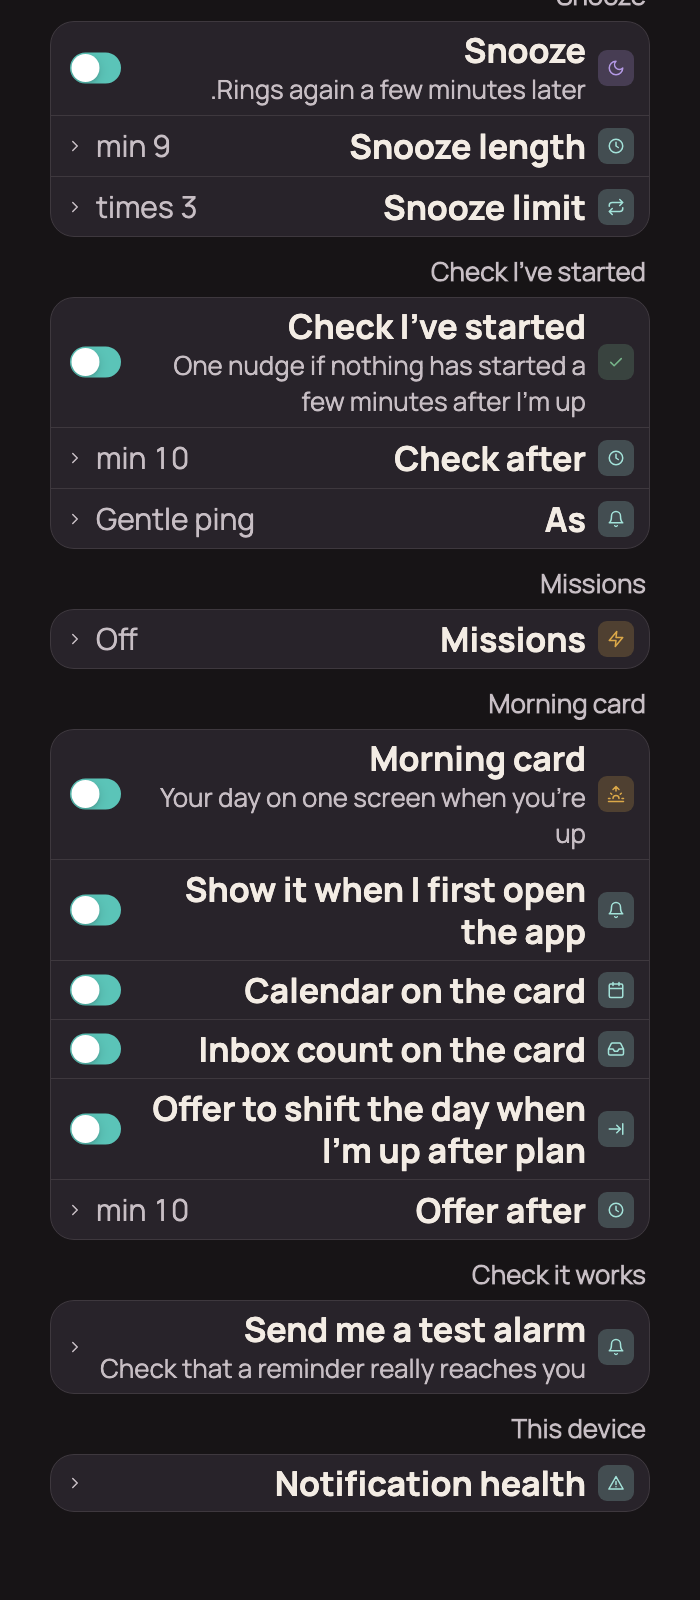 Snooze
Snooze
.Rings again a few minutes later
Snooze length
min 9
Snooze limit
times 3
Check I've started
Check I've started
One nudge if nothing has started a
few minutes after I'm up
Check after
min 10
As
Gentle ping
Missions
Missions
Off
Morning card
Morning card
Your day on one screen when you're
up
Show it when I first open
the app
Calendar on the card
Inbox count on the card
Offer to shift the day when
I'm up after plan
Offer after
min 10
Check it works
Send me a test alarm
Check that a reminder really reaches you
This device
Notification health